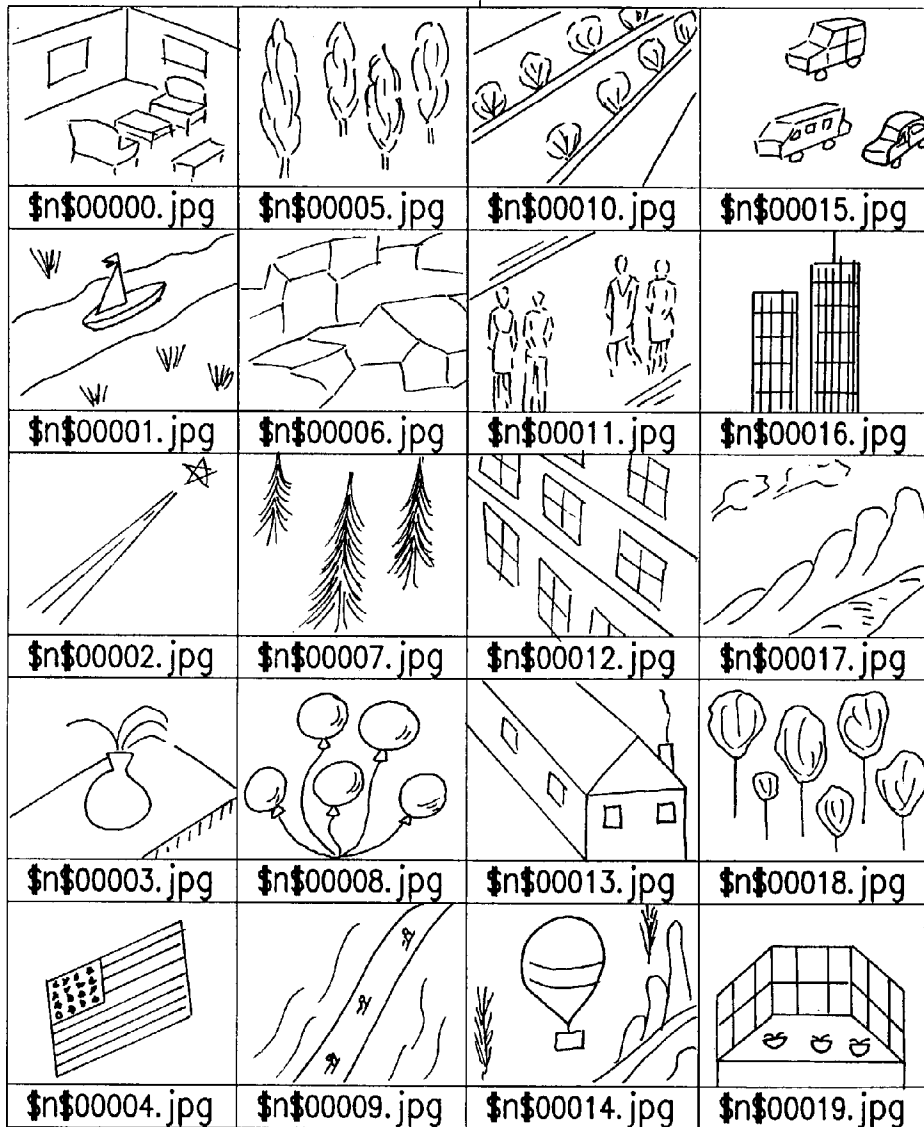 $n$00000.jpg $n$00005.jpg $n$00010.jpg $n$00015.jpg
$n$00001.jpg $n$00006.jpg $n$00011.jpg $n$00016.jpg
$n$00002.jpg $n$00007.jpg $n$00012.jpg $n$00017.jpg
$n$00003.jpg $n$00008.jpg $n$00013.jpg $n$00018.jpg
$n$00004.jpg $n$00009.jpg $n$00014.jpg $n$00019.jpg